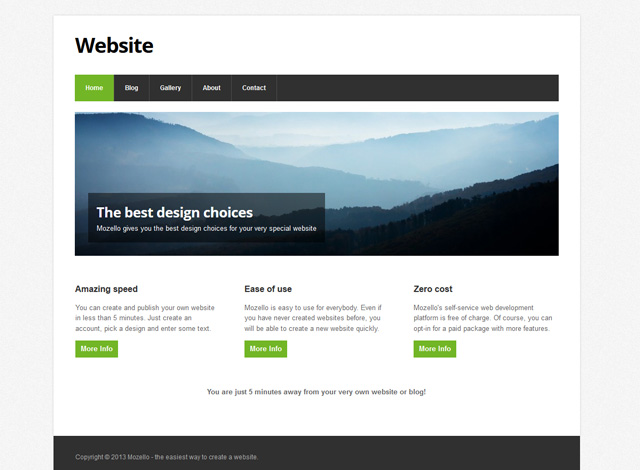 Website
Home Blog Gallery About Contact
The best design choices
Mozello gives you the best design choices for your very special website
Amazing speed
You can create and publish your own website
in less than 5 minutes. Just create an
account, pick a design and enter some text.
More Info
Ease of use
Mozello is easy to use for everybody. Even if
you have never created websites before, you
will be able to create a new website quickly.
More Info
Zero cost
Mozello's self-service web development
platform is free of charge. Of course, you can
opt-in for a paid package with more features.
More Info
You are just 5 minutes away from your very own website or blog!
Copyright © 2013 Mozello - the easiest way to create a website.